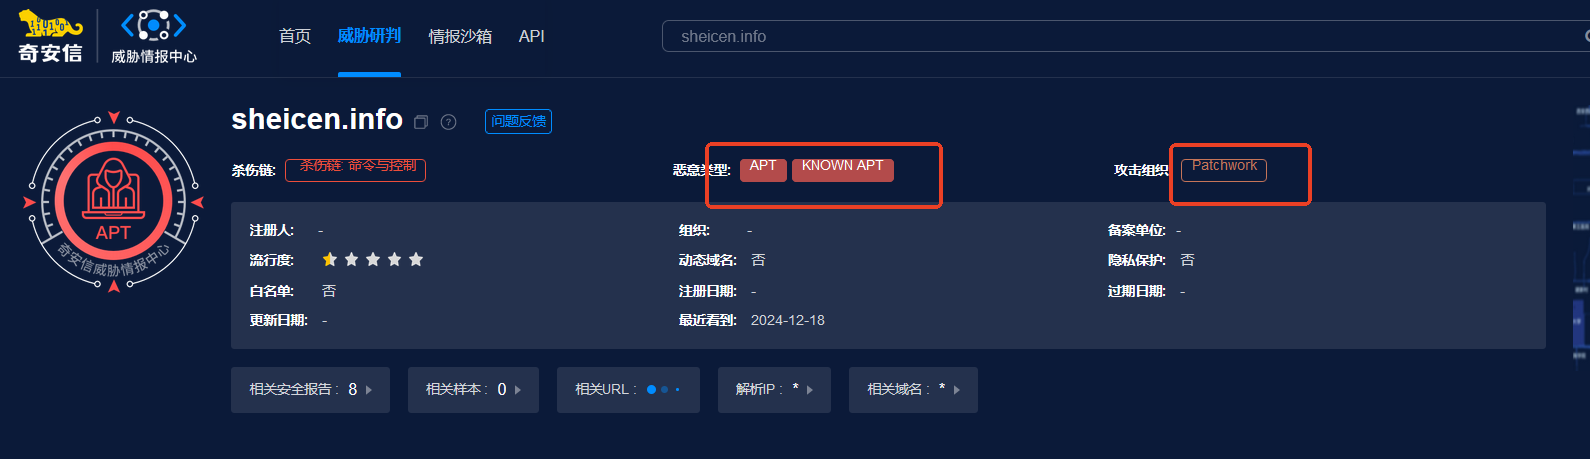 奇安信 威胁情报中心 首页 威胁研判 情报沙箱 API sheicen.info
sheicen.info 问题反馈
杀伤链: 杀伤链: 命令与控制 恶意类型: APT KNOWN APT 攻击组织 Patchwork
APT
奇安信威胁情报中心
注册人: - 组织: - 备案单位: -
流行度: 动态域名: 否 隐私保护: 否
白名单: 否 注册日期: - 过期日期: -
更新日期: - 最近看到: 2024-12-18
相关安全报告 : 8 相关样本 : 0 相关URL : 解析IP : * 相关域名 : *